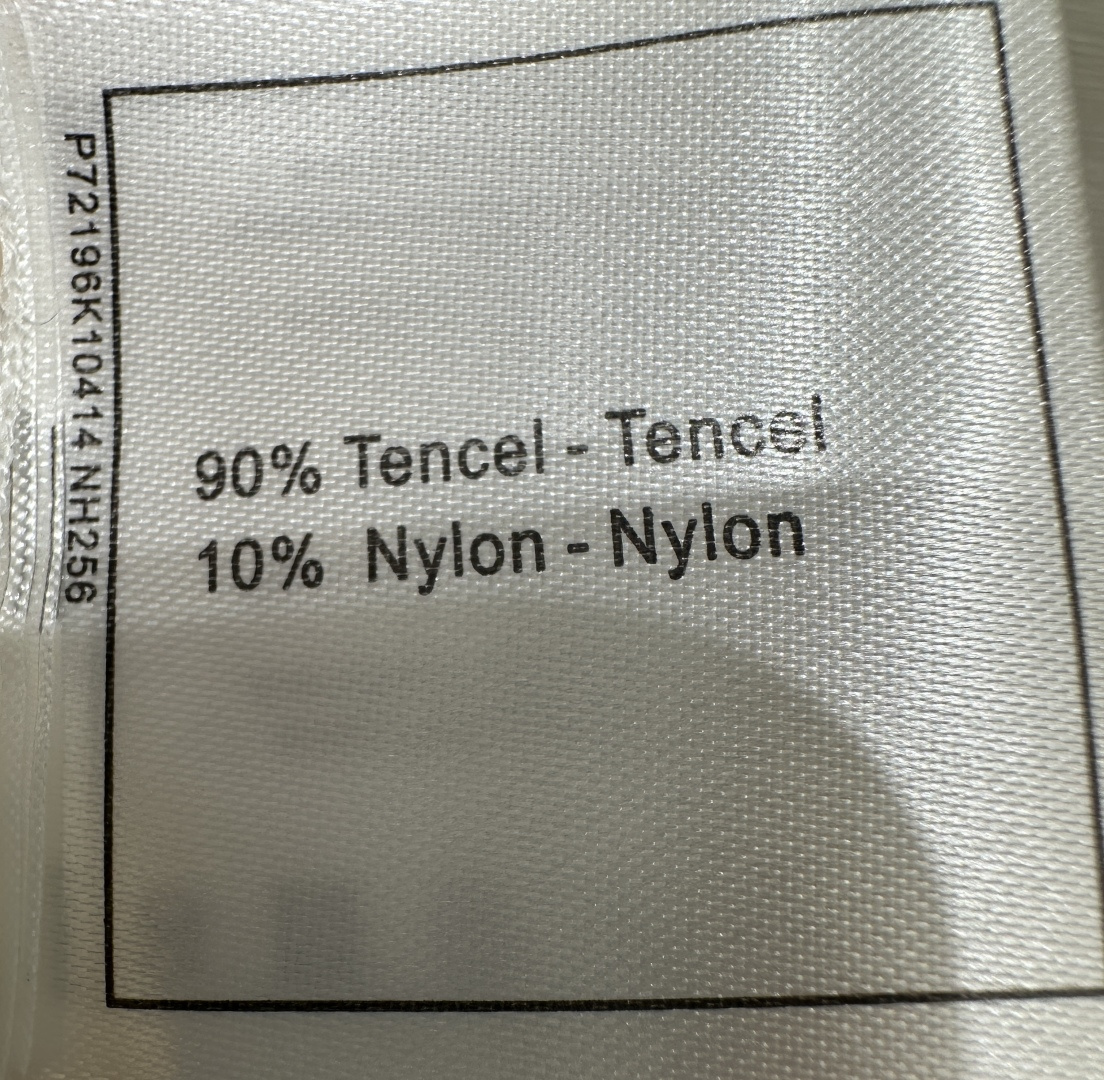 P72196K10414 NH256
90% Tencel - Tencel
10% Nylon - Nylon